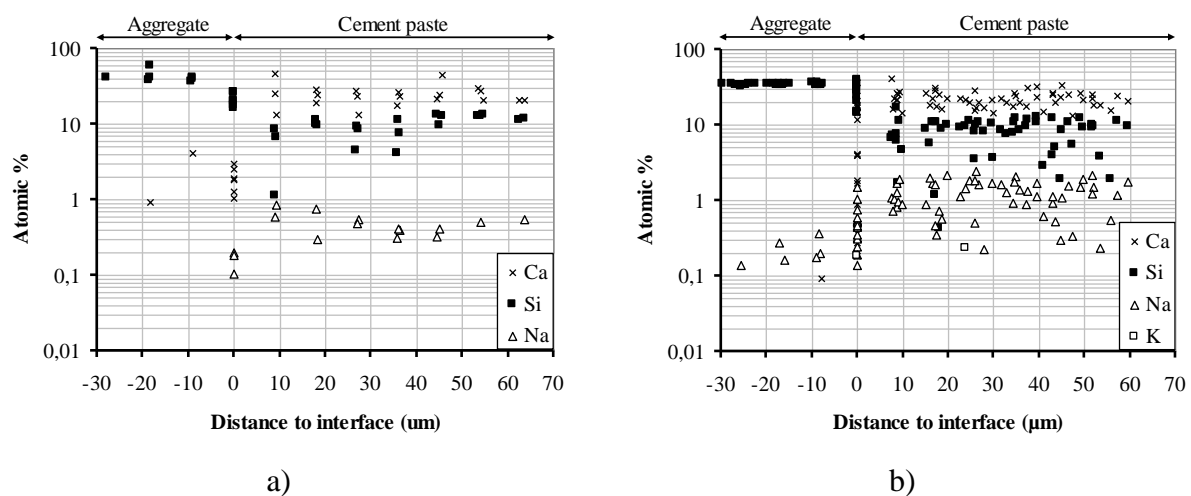 Aggregate Cement paste
100
10
1
0,1
0,01
Atomic %
Ca
Si
Na
-30 -20 -10 0 10 20 30 40 50 60 70
Distance to interface (um)
a)
Aggregate Cement paste
100
10
1
0,1
0,01
Atomic %
Ca
Si
Na
K
-30 -20 -10 0 10 20 30 40 50 60 70
Distance to interface (µm)
b)